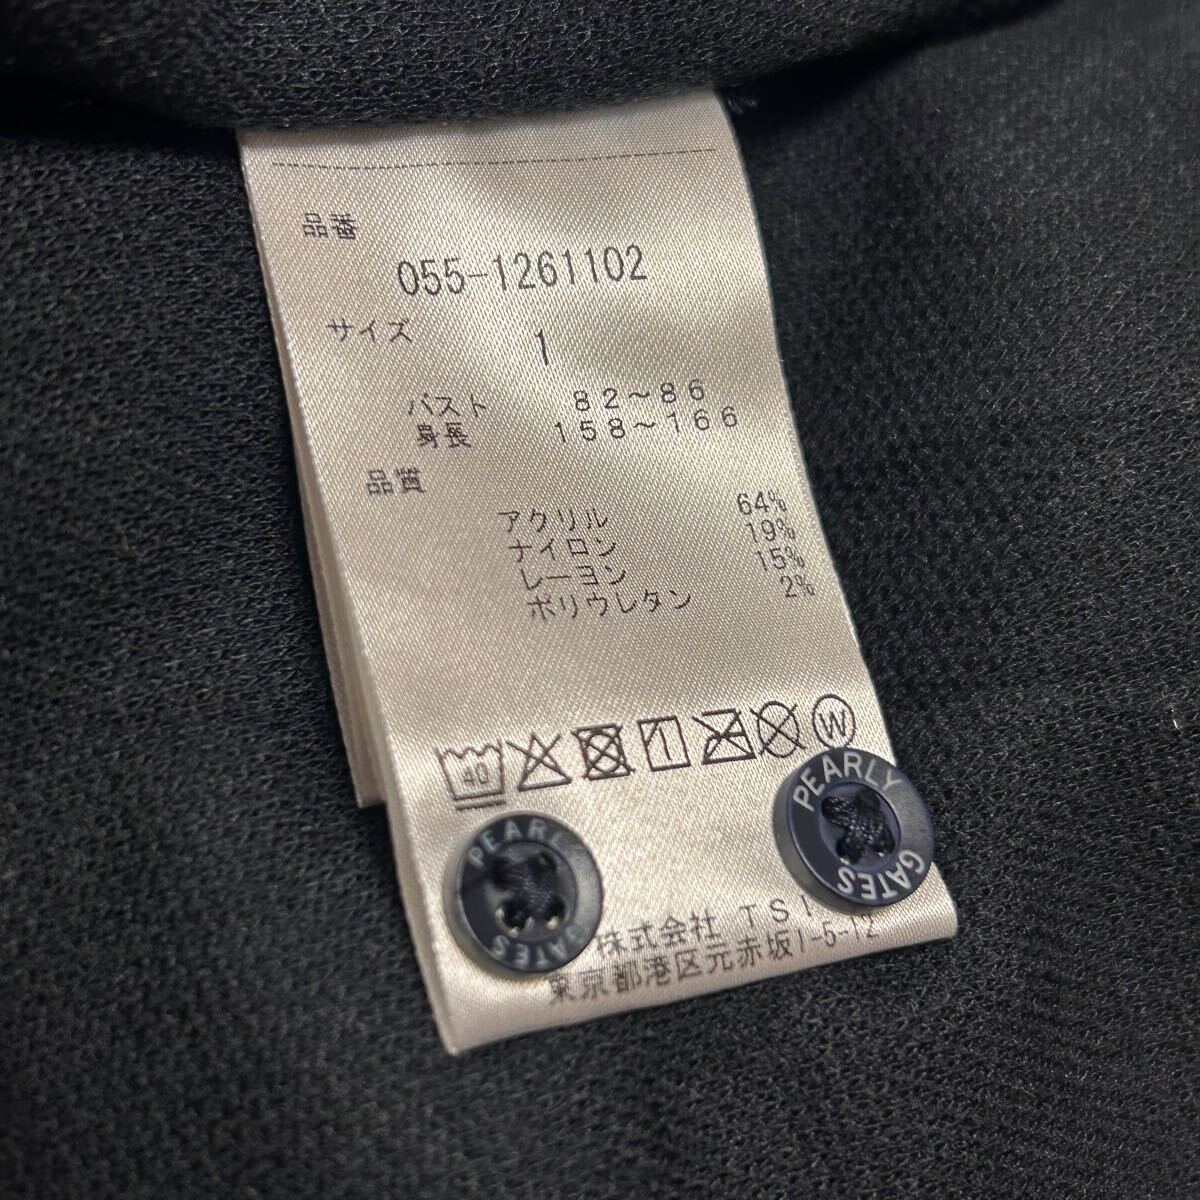 品番
055-1261102
サイズ 1
バスト 82～86
身長 158～166
品質
アクリル 64%
ナイロン 19%
レーヨン 15%
ポリウレタン 2%
40 1 W
PEARLY GATES
PEARLY GATES
株式会社 TSI
東京都港区元赤坂1-5-12